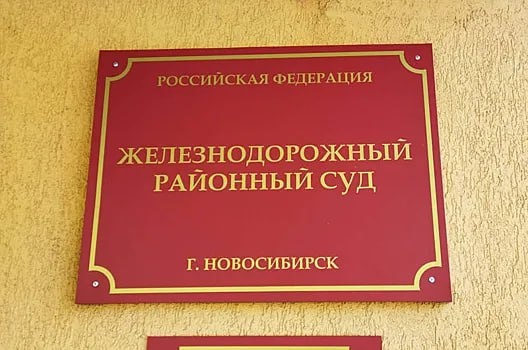 РОССИЙСКАЯ ФЕДЕРАЦИЯ
ЖЕЛЕЗНОДОРОЖНЫЙ
РАЙОННЫЙ СУД
Г. НОВОСИБИРСК